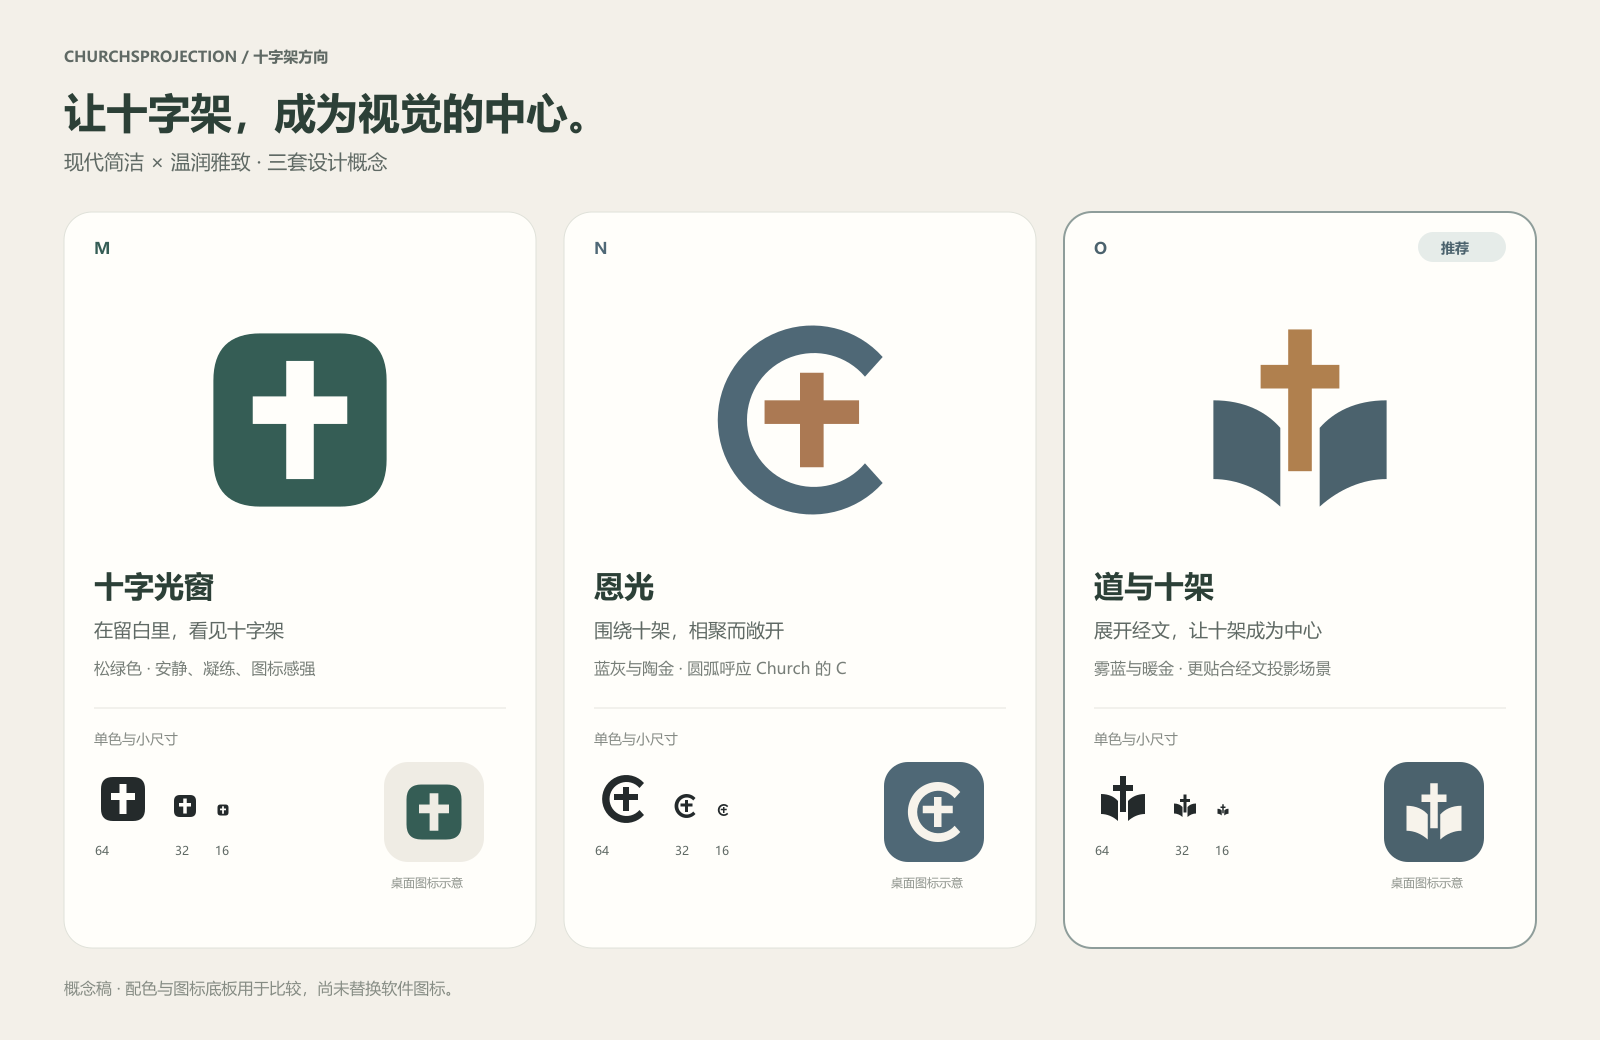 CHURCHSPROJECTION / 十字架方向
让十字架，成为视觉的中心。
现代简洁 × 温润雅致 · 三套设计概念
M
十字光窗
在留白里，看见十字架
松绿色 · 安静、凝练、图标感强
单色与小尺寸
64 32 16
桌面图标示意
N
恩光
围绕十架，相聚而敞开
蓝灰与陶金 · 圆弧呼应 Church 的 C
单色与小尺寸
64 32 16
桌面图标示意
O
推荐
道与十架
展开经文，让十架成为中心
雾蓝与暖金 · 更贴合经文投影场景
单色与小尺寸
64 32 16
桌面图标示意
概念稿 · 配色与图标底板用于比较，尚未替换软件图标。